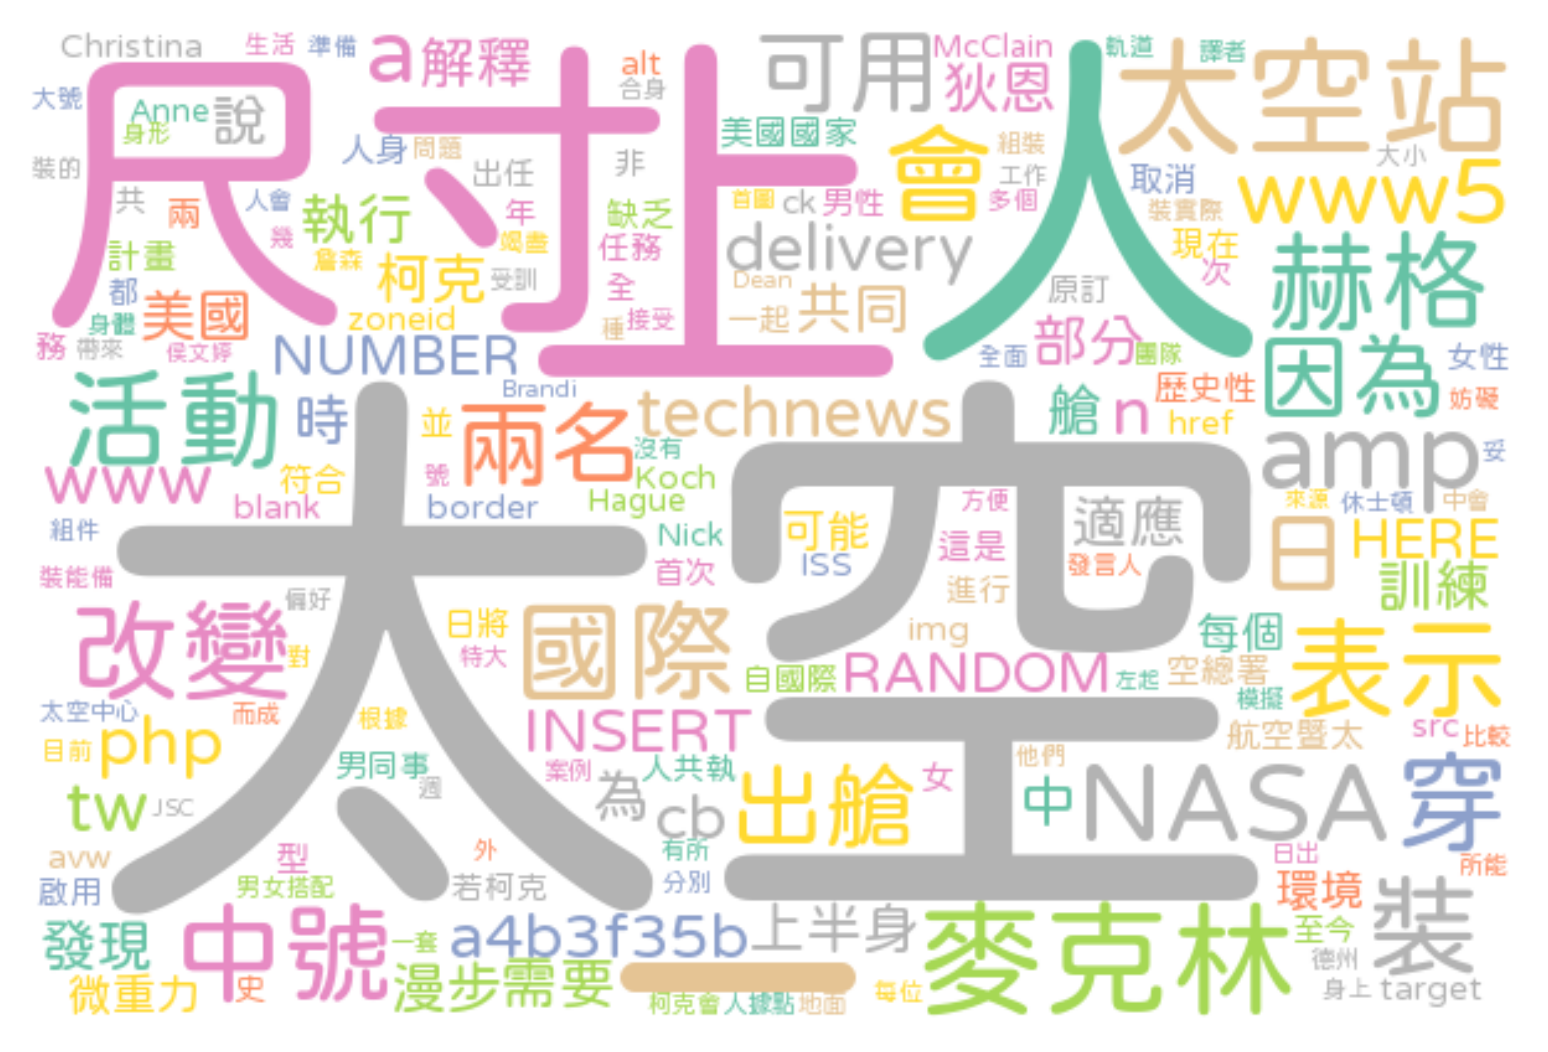 Christina 生活 準備 a 解釋 alt 合身 可用 McClain 狄恩 軌道 譯者 太空站
大號 Anne 說 身形 尺寸 人身 問題 出任 非 美國國家 會 組裝 工作 人 取消 大小
裝的 共 兩 人會 幾 執行 年 竭盡 缺乏 任務 首圖 ck 男性 多個 裝實際 現在 次 www5
計畫 都 詹森 柯克 受訓 全 delivery Dean 原訂 赫格
身體 美國 zoneid 種 接受 一起 共同 部分 團隊
務 帶來 侯文婷 NUMBER 上 全面 因為 女性
活動 時 Brandi 並 兩名 technews 艙 n 歷史性 href 妨礙
www 符合 號 沒有 Koch amp 妥
blank border Hague 方便 適應 來源 休士頓 中會
組件 Nick 可能 ISS 這是 發言人 日 HERE
裝能備 首次 太空 進行 訓練
改變 對 偏好 日將 特大 國際 img 每個 表示
自國際 RANDOM 左起 空總署 模擬
太空中心 而成 根據 INSERT 航空暨太 src 比較
目前 php 男同事 週 案例 人共執 他們
tw JSC 為 cb 出艙 女 中 NASA 穿
avw 型 外 有所 日出 所能
啟用 男女搭配 若柯克 分別 環境
發現 中號 一套 a4b3f35b 上半身 麥克林 至今 裝
微重力 史 漫步 需要 一 德州
柯克會 人據點 地面 每位 身上 target